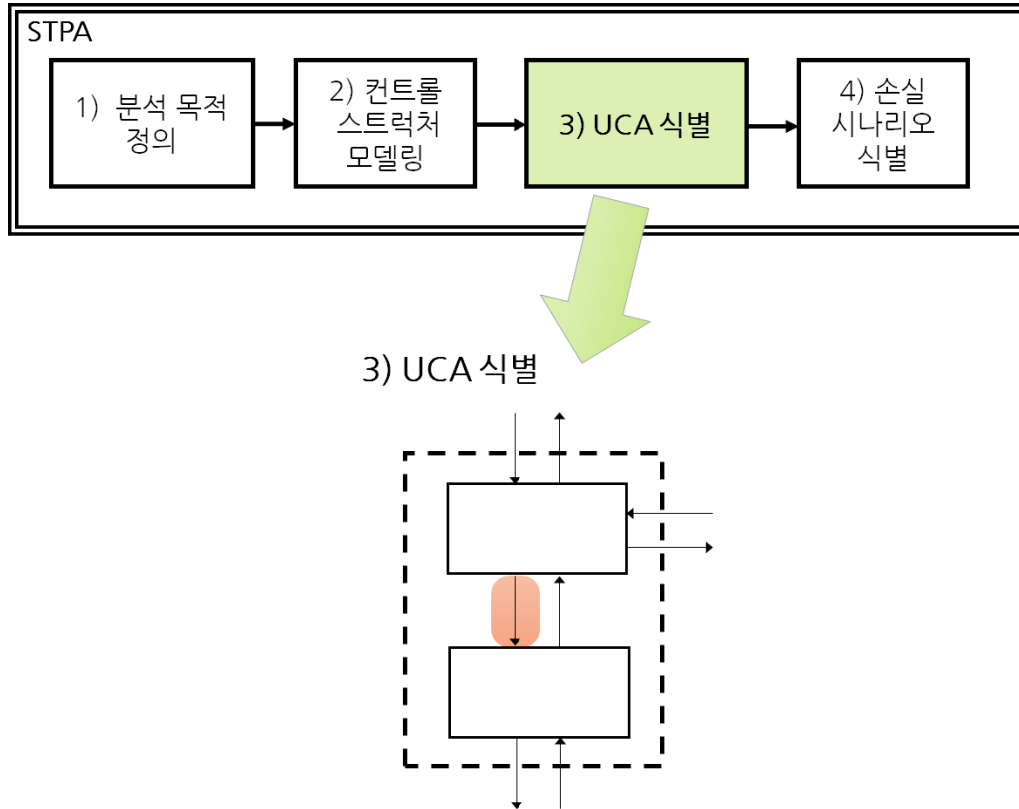 STPA
1) 분석 목적
정의
2) 컨트롤
스트럭처
모델링
3) UCA 식별
4) 손실
시나리오
식별
3) UCA 식별